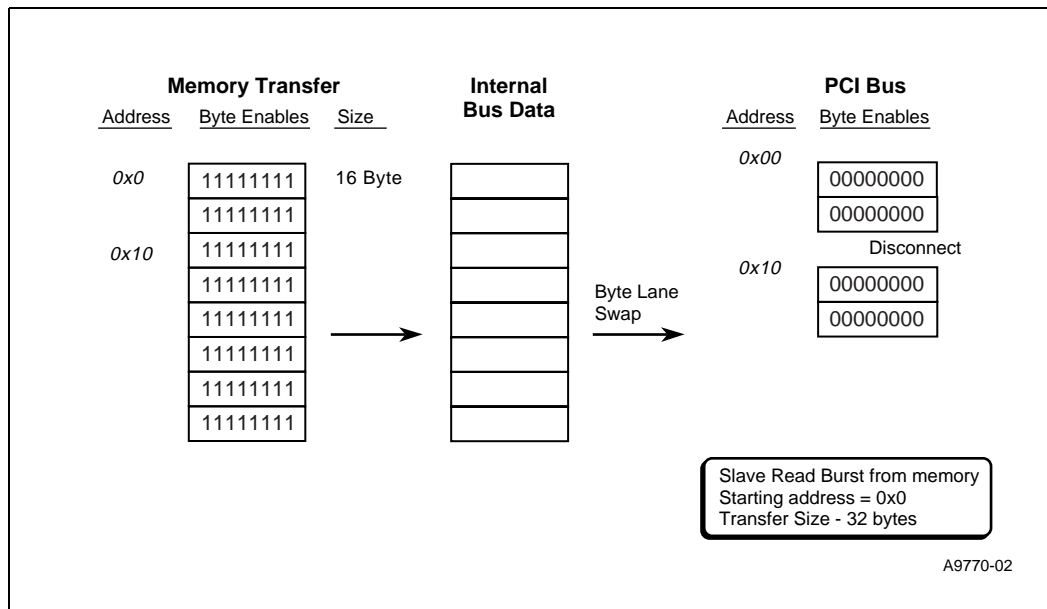 Memory Transfer
Internal
Bus Data
PCI Bus
Address Byte Enables Size
Address Byte Enables
0x0 11111111 16 Byte
11111111
0x10 11111111
11111111
11111111
11111111
11111111
11111111
Byte Lane
Swap
0x00
00000000
00000000
Disconnect
0x10
00000000
00000000
Slave Read Burst from memory
Starting address = 0x0
Transfer Size - 32 bytes
A9770-02